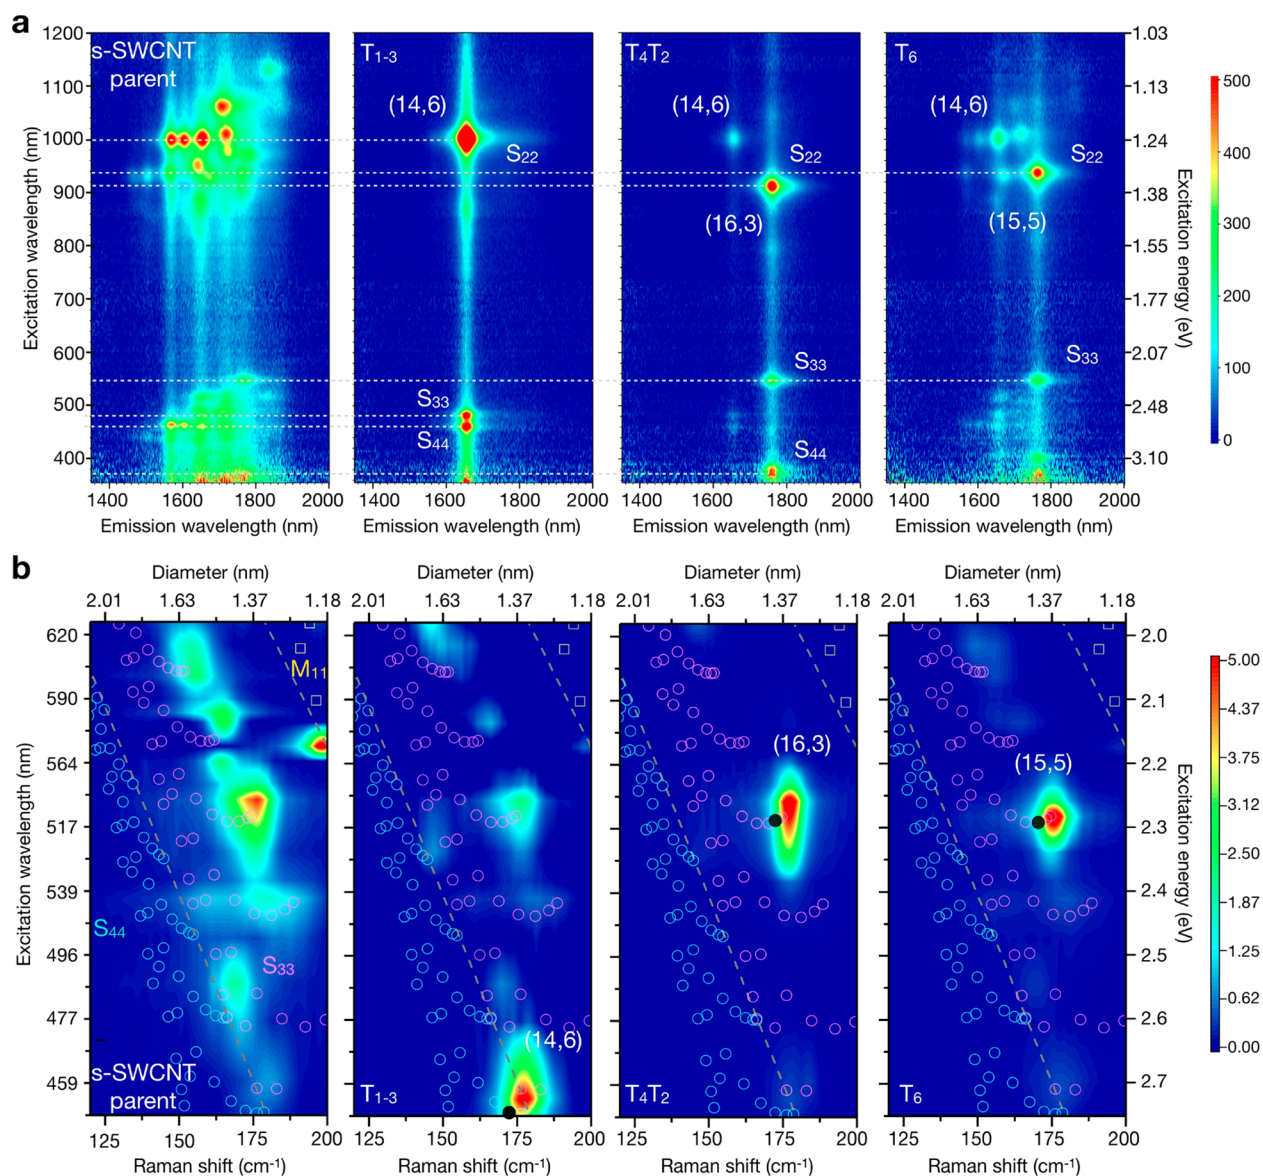 a
s-SWCNT
parent
1200
1100
1000
900
800
700
600
500
400
Excitation wavelength (nm)
1400 1600 1800 2000
Emission wavelength (nm)
T1-3
(14,6)
S22
S33
S44
1400 1600 1800 2000
Emission wavelength (nm)
T4T2
(14,6)
S22
(16,3)
S33
S44
1600 1800 2000
Emission wavelength (nm)
T6
(14,6)
S22
(15,5)
S33
1400 1600 1800 2000
Emission wavelength (nm)
1.03
1.13
1.24
1.38
1.55
1.77
2.07
2.48
3.10
Excitation energy (eV)
500
400
300
200
100
0
b
Diameter (nm)
2.01 1.63 1.37 1.18
620
590
564
517
539
496
477
459
Excitation wavelength (nm)
M11
S44
S33
s-SWCNT
parent
125 150 175 200
Raman shift (cm-1)
Diameter (nm)
2.01 1.63 1.37 1.18
(14,6)
T1-3
125 150 175 200
Raman shift (cm-1)
Diameter (nm)
2.01 1.63 1.37 1.18
(16,3)
T4T2
120 150 175 200
Raman shift (cm-1)
Diameter (nm)
2.01 1.63 1.37 1.18
(15,5)
T6
125 150 175 200
Raman shift (cm-1)
2.0
2.1
2.2
2.3
2.4
2.5
2.6
2.7
Excitation energy (eV)
5.00
4.37
3.75
3.12
2.50
1.87
1.25
0.62
0.00